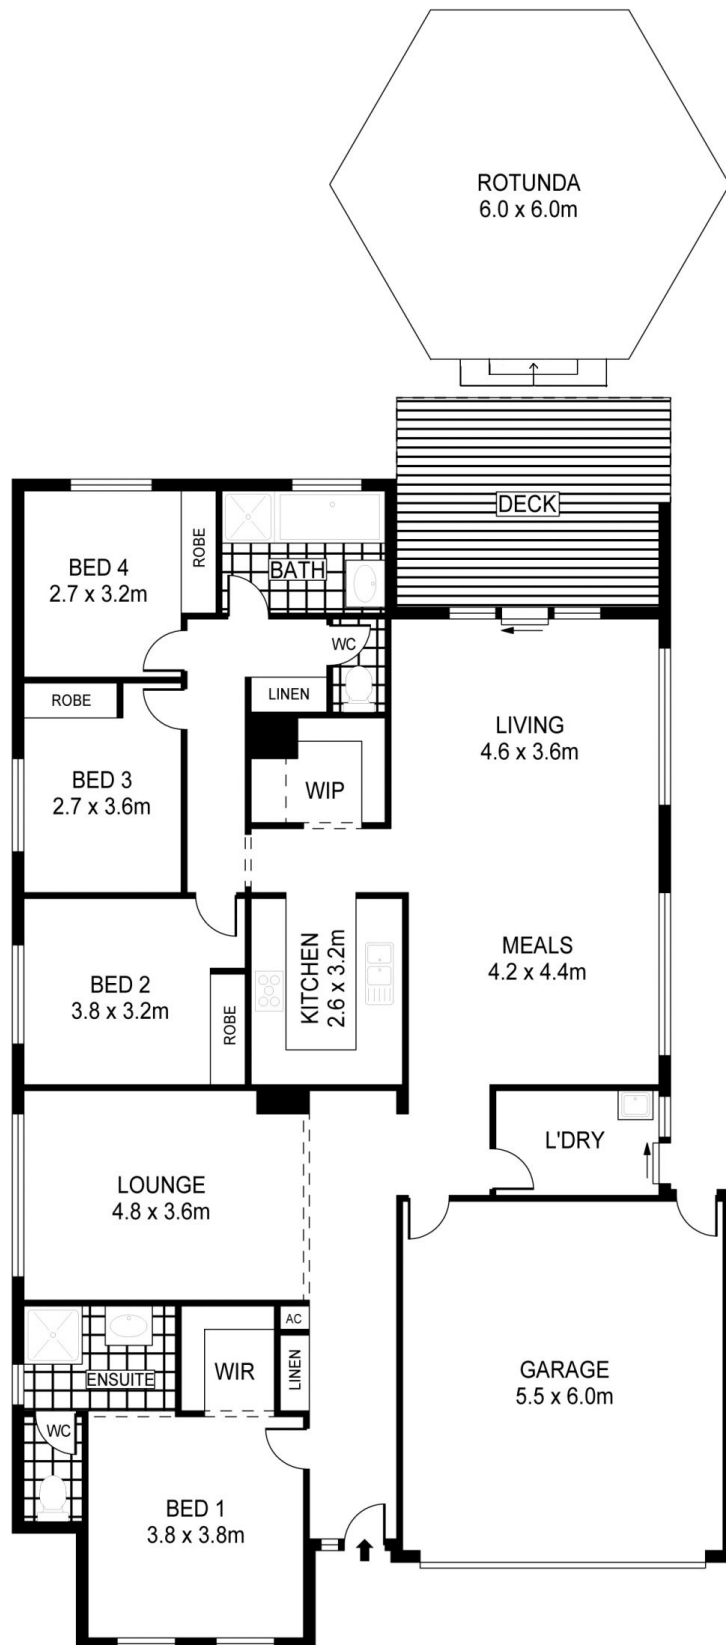 ROTUNDA
6.0 x 6.0m
DECK
BED 4
2.7 x 3.2m
ROBE
BATH
WC
LINEN
ROBE
BED 3
2.7 x 3.6m
WIP
LIVING
4.6 x 3.6m
MEALS
4.2 x 4.4m
KITCHEN
2.6 x 3.2m
BED 2
3.8 x 3.2m
ROBE
L'DRY
LOUNGE
4.8 x 3.6m
AC
LINEN
WIR
ENSUITE
WC
GARAGE
5.5 x 6.0m
BED 1
3.8 x 3.8m